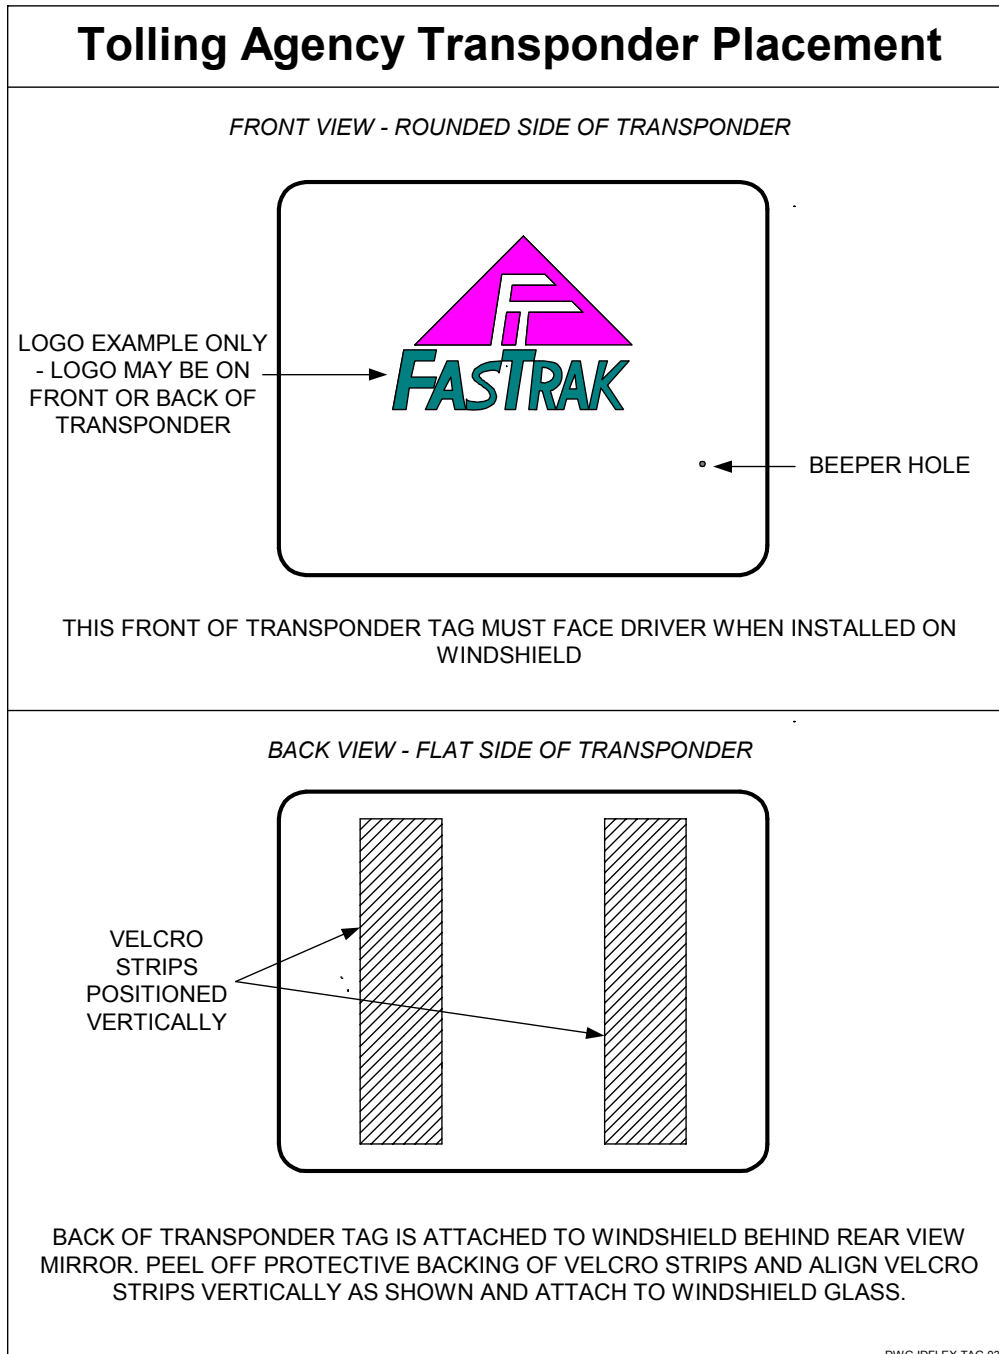 Tolling Agency Transponder Placement
FRONT VIEW - ROUNDED SIDE OF TRANSPONDER
FT
FASTRAK
LOGO EXAMPLE ONLY
- LOGO MAY BE ON
FRONT OR BACK OF
TRANSPONDER
BEEPER HOLE
THIS FRONT OF TRANSPONDER TAG MUST FACE DRIVER WHEN INSTALLED ON
WINDSHIELD
BACK VIEW - FLAT SIDE OF TRANSPONDER
VELCRO
STRIPS
POSITIONED
VERTICALLY
BACK OF TRANSPONDER TAG IS ATTACHED TO WINDSHIELD BEHIND REAR VIEW
MIRROR. PEEL OFF PROTECTIVE BACKING OF VELCRO STRIPS AND ALIGN VELCRO
STRIPS VERTICALLY AS SHOWN AND ATTACH TO WINDSHIELD GLASS.